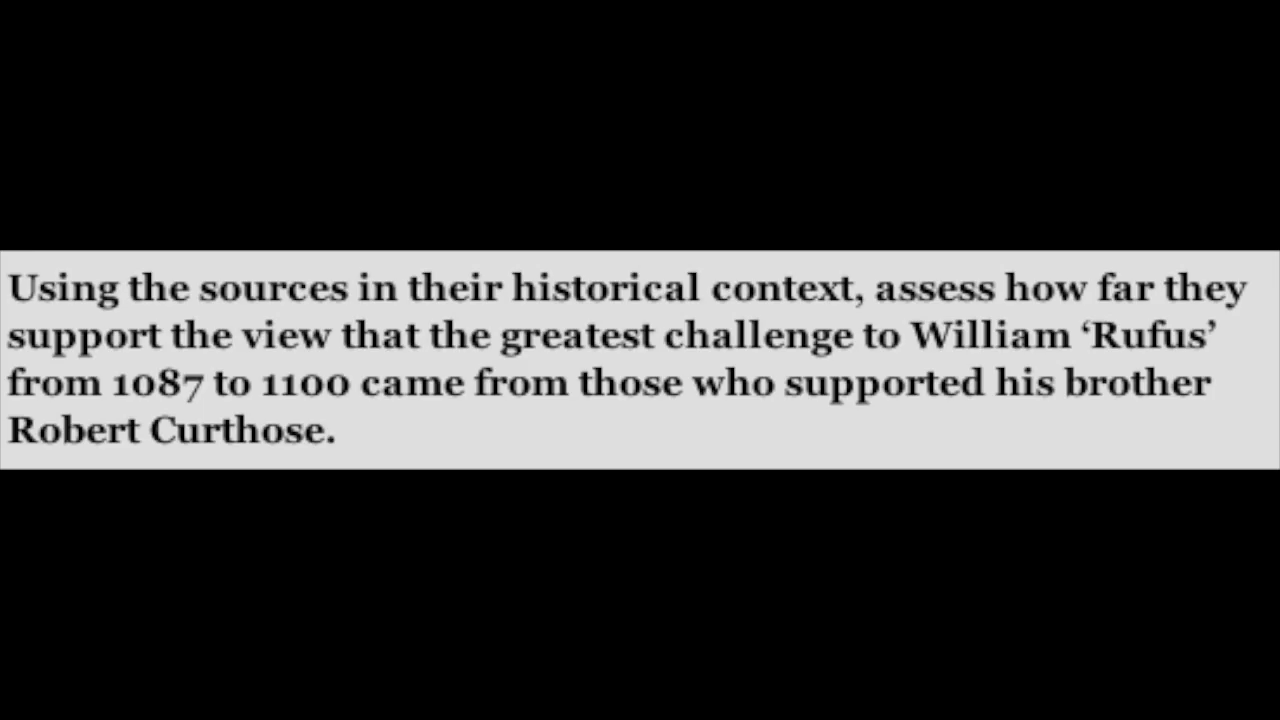 Using the sources in their historical context, assess how far they
support the view that the greatest challenge to William ‘Rufus’
from 1087 to 1100 came from those who supported his brother
Robert Curthose.